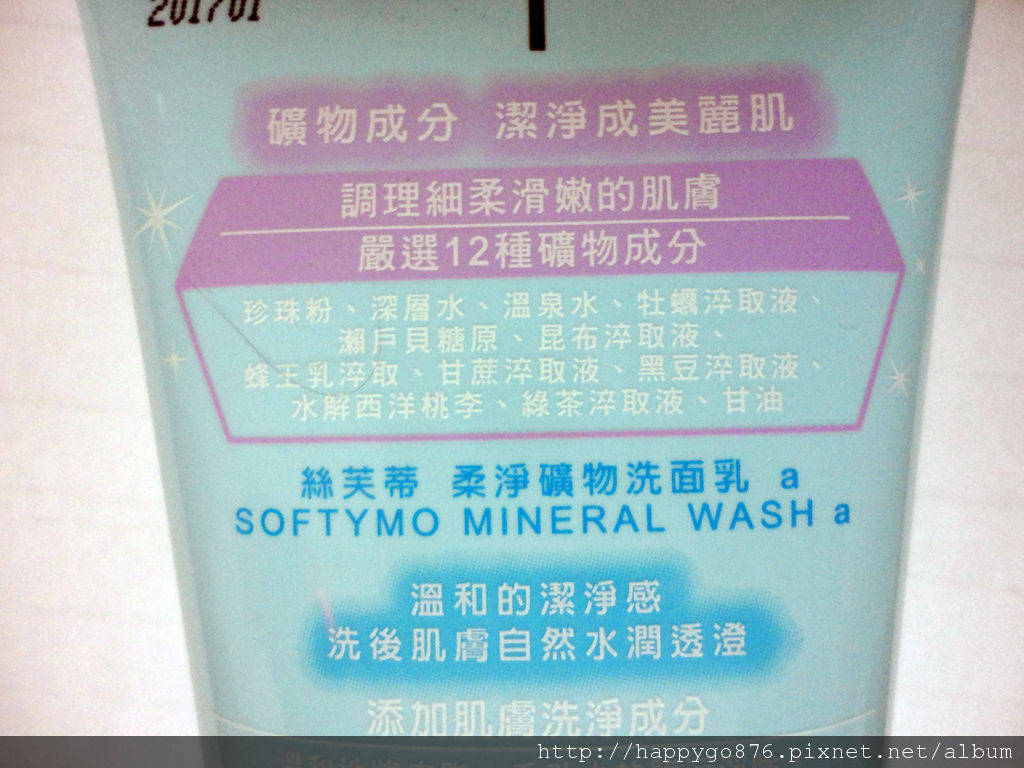 201701
礦物成分 潔淨成美麗肌
調理細柔滑嫩的肌膚
嚴選12種礦物成分
珍珠粉、深層水、溫泉水、牡蠣淬取液、
瀨戶貝糖原、昆布淬取液、
蜂王乳淬取、甘蔗淬取液、黑豆淬取液、
水解西洋桃李、綠茶淬取液、甘油
絲芙蒂 柔淨礦物洗面乳 a
SOFTYMO MINERAL WASH a
溫和的潔淨感
洗後肌膚自然水潤透澄
添加肌膚洗淨成分
http://happygo876.pixnet.net/album